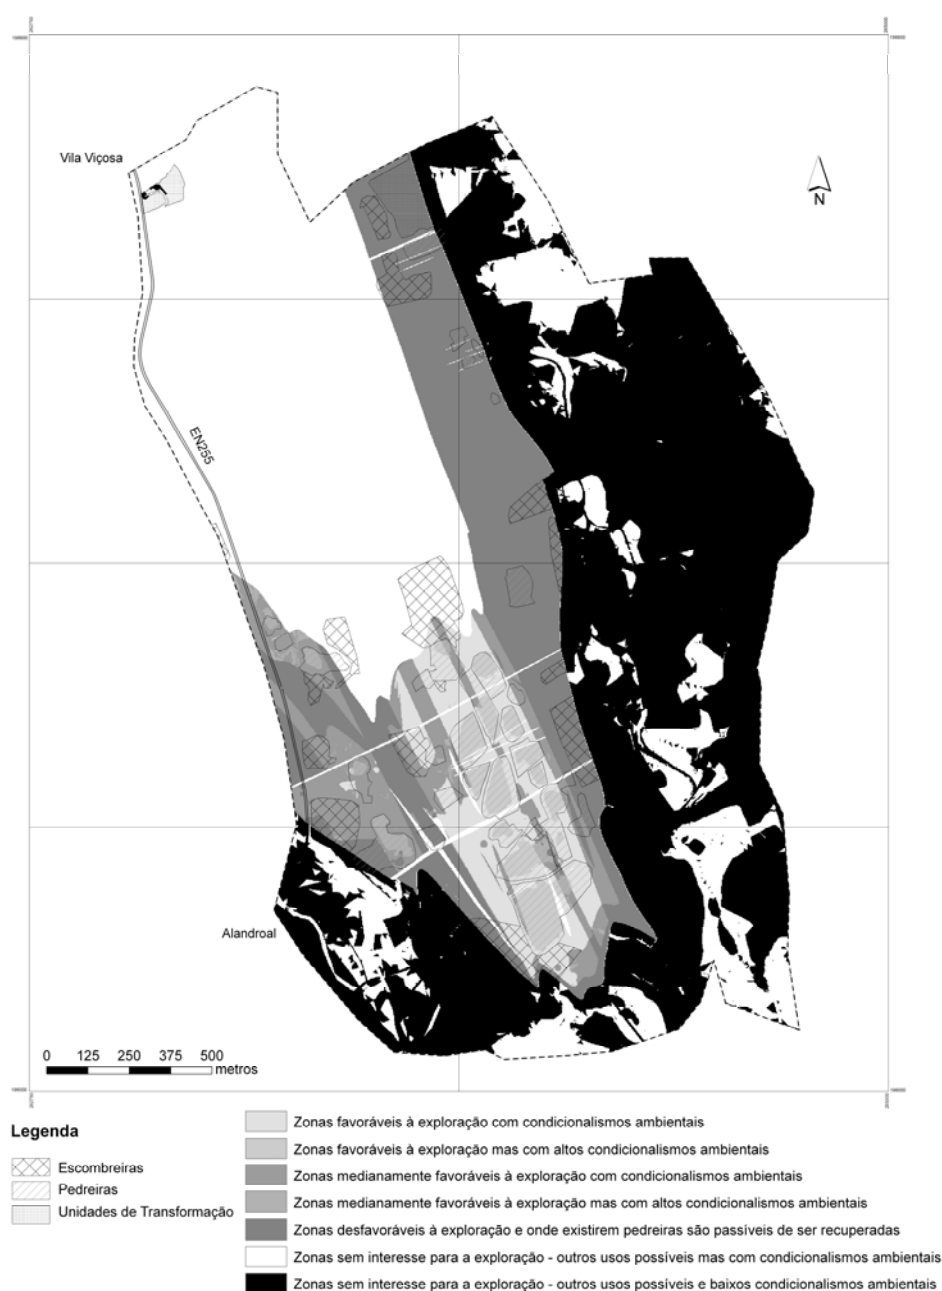 Vila Viçosa
N
EN255
Alandroal
0 125 250 375 500
metros
Legenda
Escombreiras
Pedreiras
Unidades de Transformação
Zonas favoráveis à exploração com condicionalismos ambientais
Zonas favoráveis à exploração mas com altos condicionalismos ambientais
Zonas medianamente favoráveis à exploração com condicionalismos ambientais
Zonas medianamente favoráveis à exploração mas com altos condicionalismos ambientais
Zonas desfavoráveis à exploração e onde existirem pedreiras são passíveis de ser recuperadas
Zonas sem interesse para a exploração - outros usos possíveis mas com condicionalismos ambientais
Zonas sem interesse para a exploração - outros usos possíveis e baixos condicionalismos ambientais